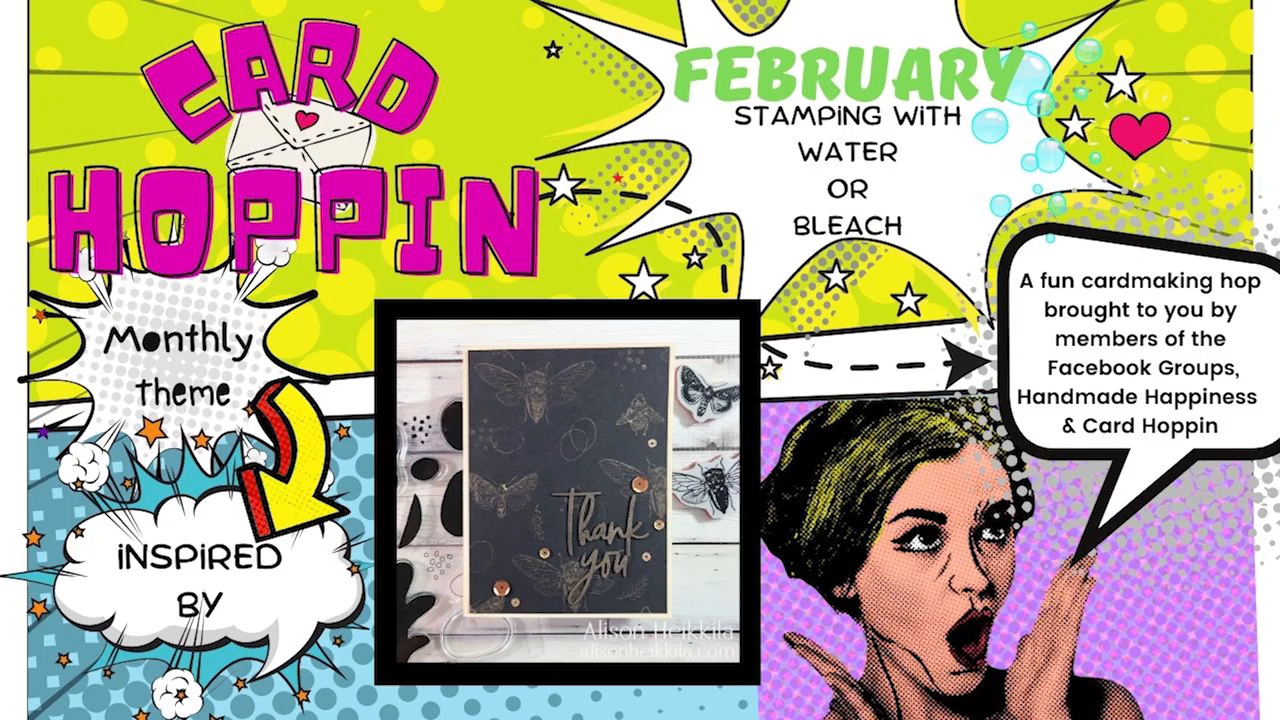 CARD
HOPPIN
FEBRUARY
STAMPING WITH
WATER
OR
BLEACH
Monthly
theme
INSPIRED
BY
Thank
you
Alison Heikkila
alisonheikkila.com
A fun cardmaking hop
brought to you by
members of the
Facebook Groups,
Handmade Happiness
& Card Hoppin